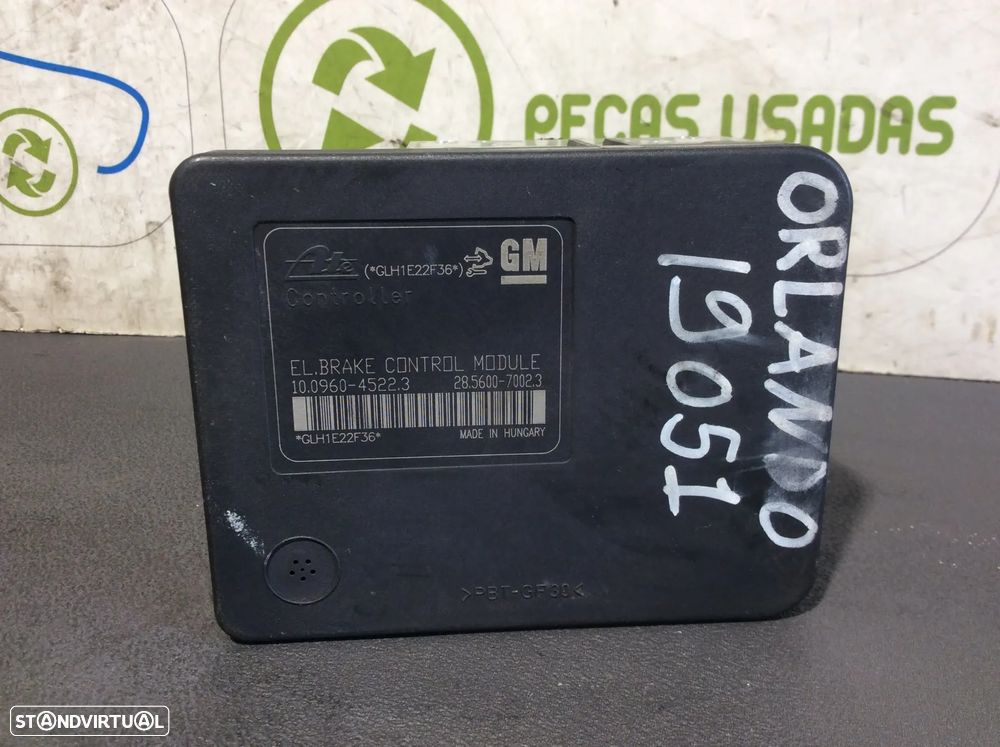 PEÇAS USADAS
Ate (*GLH1E22F36*) GM
Controller
EL.BRAKE CONTROL MODULE
10.0960-4522.3 28.5600-7002.3
*GLH1E22F36* MADE IN HUNGARY
ORLANDO
19051
>PBT-GF30<
STANDVIRTUAL